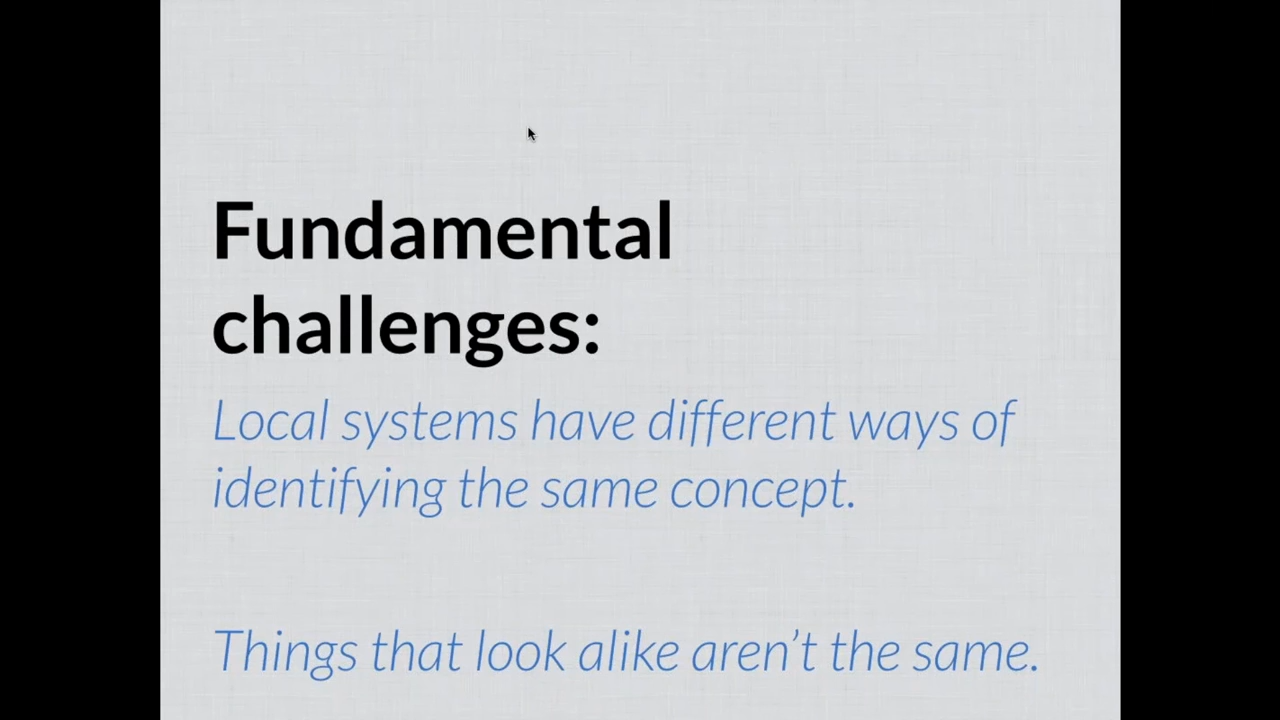 Fundamental
challenges:
Local systems have different ways of
identifying the same concept.
Things that look alike aren’t the same.